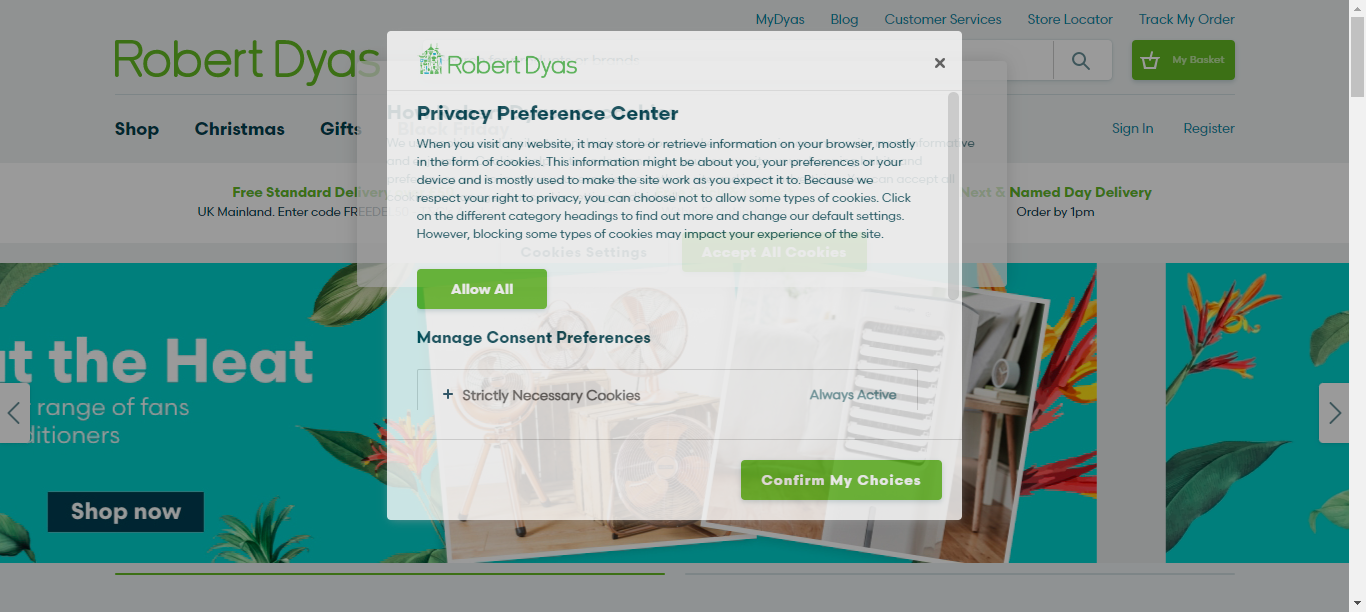 MyDyas Blog Customer Services Store Locator Track My Order
Robert Dyas
My Basket
Shop Christmas Gifts Black Friday
Sign In Register
Free Standard Delivery
UK Mainland. Enter code
Next & Named Day Delivery
Order by 1pm
Robert Dyas
Privacy Preference Center
When you visit any website, it may store or retrieve information on your browser, mostly
in the form of cookies. This information might be about you, your preferences or your
device and is mostly used to make the site work as you expect it to. Because we
respect your right to privacy, you can choose not to allow some types of cookies. Click
on the different category headings to find out more and change our default settings.
However, blocking some types of cookies may impact your experience of the site.
Cookies Settings Accept All Cookies
Allow All
Manage Consent Preferences
+ Strictly Necessary Cookies Always Active
Confirm My Choices
t the Heat
range of fans
ditioners
Shop now